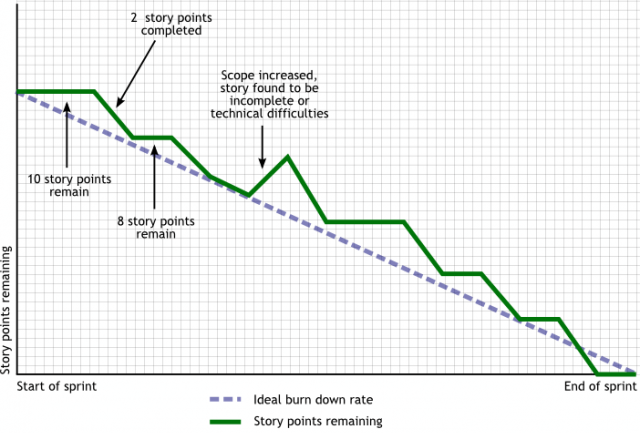 2 story points
completed
Scope increased,
story found to be
incomplete or
technical difficulties
10 story points
remain
8 story points
remain
Story points remaining
Start of sprint
End of sprint
Ideal burn down rate
Story points remaining